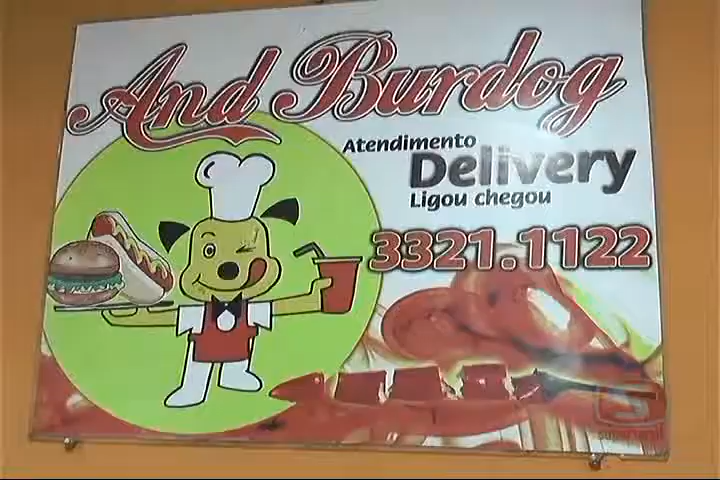 And Burdog
Atendimento
Delivery
Ligou chegou
3321.1122